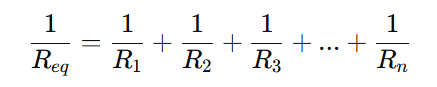 1/R_eq = 1/R_1 + 1/R_2 + 1/R_3 + ... + 1/R_n